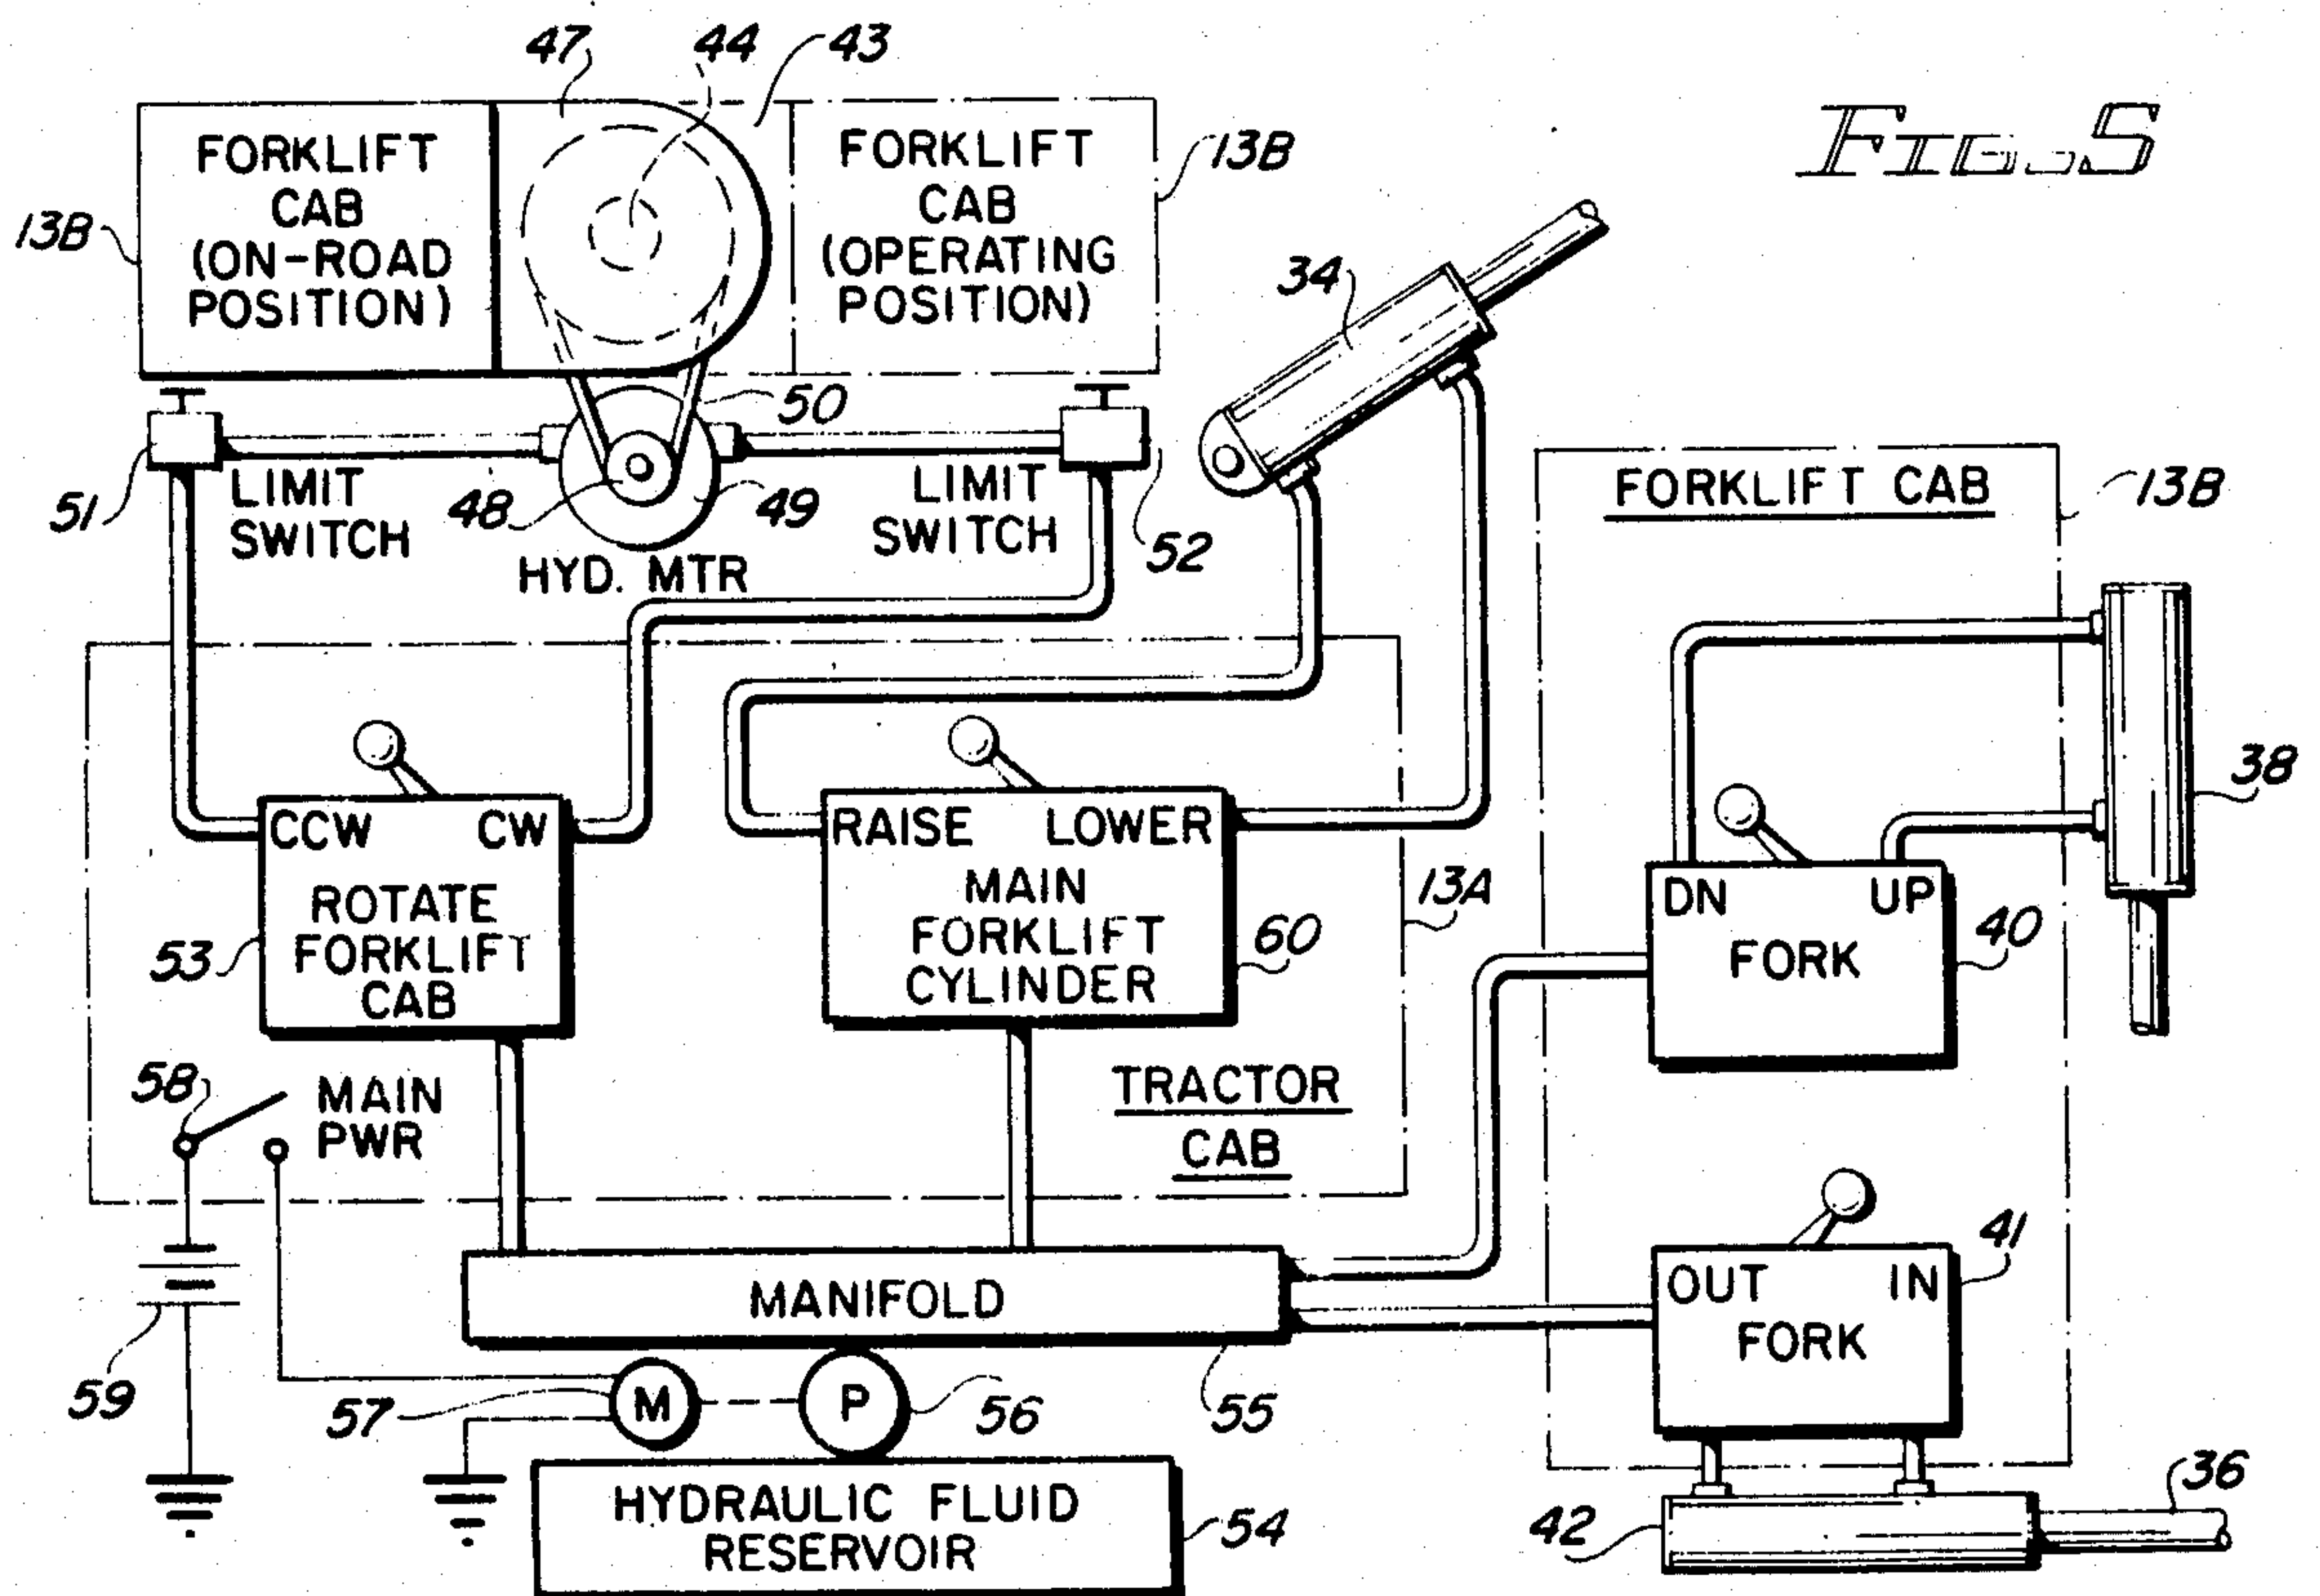 FIG. 5
47
44
43
13B
FORKLIFT
CAB
(ON-ROAD
POSITION)
FORKLIFT
CAB
(OPERATING
POSITION)
13B
34
50
51
LIMIT
SWITCH
48
49
HYD. MTR
LIMIT
SWITCH
52
FORKLIFT CAB
13B
38
CCW
CW
ROTATE
FORKLIFT
CAB
53
RAISE
LOWER
MAIN
FORKLIFT
CYLINDER
60
13A
DN
UP
FORK
40
58
MAIN
PWR
TRACTOR
CAB
59
MANIFOLD
55
57
M
P
56
HYDRAULIC FLUID
RESERVOIR
54
OUT
IN
FORK
41
42
36